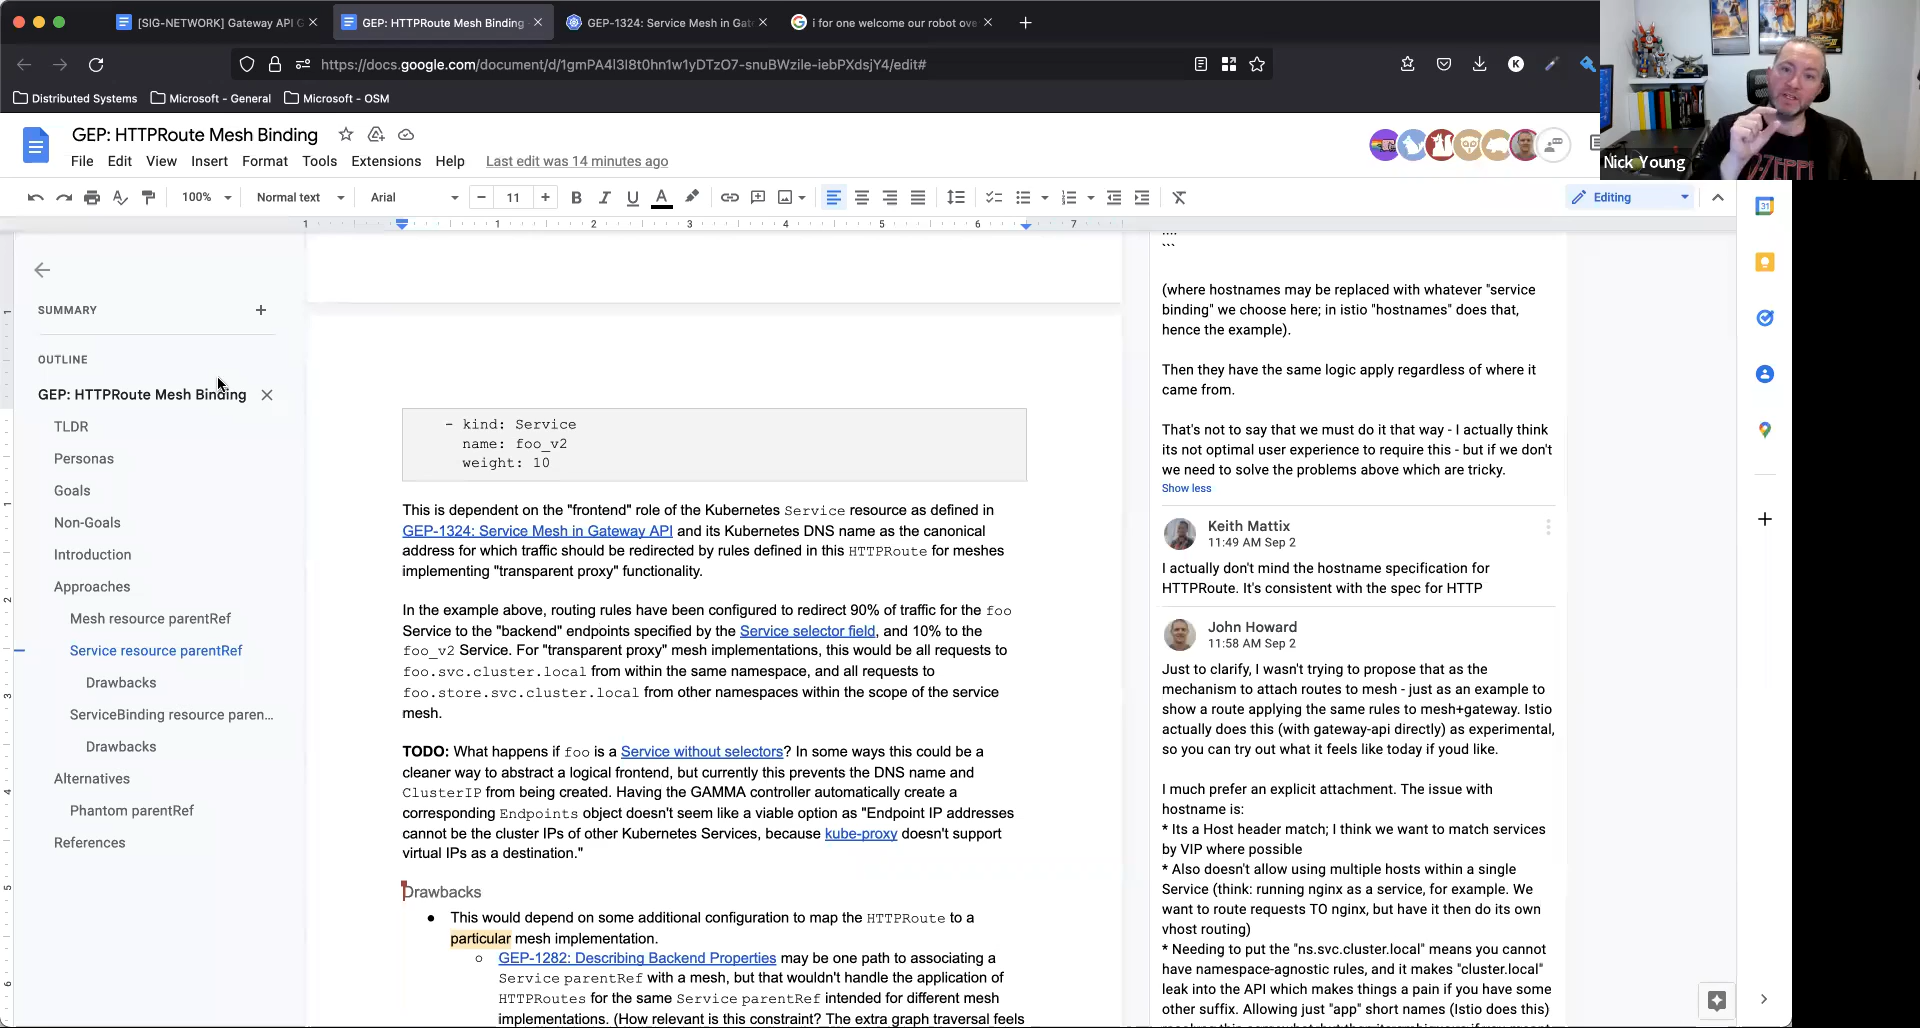 [SIG-NETWORK] Gateway API G
GEP: HTTPRoute Mesh Binding
GEP-1324: Service Mesh in Gate
i for one welcome our robot ove
https://docs.google.com/document/d/1gmPA4l3I8t0hn1w1yDTzO7-snuBWzile-iebPXdsjY4/edit#
Distributed Systems
Microsoft - General
Microsoft - OSM
GEP: HTTPRoute Mesh Binding
File Edit View Insert Format Tools Extensions Help Last edit was 14 minutes ago
Nick Young
100% Normal text Arial 11 Editing
1 1 2 3 4 5 6 7
SUMMARY
OUTLINE
GEP: HTTPRoute Mesh Binding
TLDR
Personas
Goals
Non-Goals
Introduction
Approaches
Mesh resource parentRef
Service resource parentRef
Drawbacks
ServiceBinding resource paren...
Drawbacks
Alternatives
Phantom parentRef
References
- kind: Service
name: foo_v2
weight: 10
This is dependent on the "frontend" role of the Kubernetes Service resource as defined in
GEP-1324: Service Mesh in Gateway API and its Kubernetes DNS name as the canonical
address for which traffic should be redirected by rules defined in this HTTPRoute for meshes
implementing "transparent proxy" functionality.
In the example above, routing rules have been configured to redirect 90% of traffic for the foo
Service to the "backend" endpoints specified by the Service selector field, and 10% to the
foo_v2 Service. For "transparent proxy" mesh implementations, this would be all requests to
foo.svc.cluster.local from within the same namespace, and all requests to
foo.store.svc.cluster.local from other namespaces within the scope of the service
mesh.
TODO: What happens if foo is a Service without selectors? In some ways this could be a
cleaner way to abstract a logical frontend, but currently this prevents the DNS name and
ClusterIP from being created. Having the GAMMA controller automatically create a
corresponding Endpoints object doesn't seem like a viable option as "Endpoint IP addresses
cannot be the cluster IPs of other Kubernetes Services, because kube-proxy doesn't support
virtual IPs as a destination."
Drawbacks
● This would depend on some additional configuration to map the HTTPRoute to a
particular mesh implementation.
○ GEP-1282: Describing Backend Properties may be one path to associating a
Service parentRef with a mesh, but that wouldn't handle the application of
HTTPRoutes for the same Service parentRef intended for different mesh
implementations. (How relevant is this constraint? The extra graph traversal feels
```
(where hostnames may be replaced with whatever "service
binding" we choose here; in istio "hostnames" does that,
hence the example).
Then they have the same logic apply regardless of where it
came from.
That's not to say that we must do it that way - I actually think
its not optimal user experience to require this - but if we don't
we need to solve the problems above which are tricky.
Show less
Keith Mattix
11:49 AM Sep 2
I actually don't mind the hostname specification for
HTTPRoute. It's consistent with the spec for HTTP
John Howard
11:58 AM Sep 2
Just to clarify, I wasn't trying to propose that as the
mechanism to attach routes to mesh - just as an example to
show a route applying the same rules to mesh+gateway. Istio
actually does this (with gateway-api directly) as experimental,
so you can try out what it feels like today if youd like.
I much prefer an explicit attachment. The issue with
hostname is:
* Its a Host header match; I think we want to match services
by VIP where possible
* Also doesn't allow using multiple hosts within a single
Service (think: running nginx as a service, for example. We
want to route requests TO nginx, but have it then do its own
vhost routing)
* Needing to put the "ns.svc.cluster.local" means you cannot
have namespace-agnostic rules, and it makes "cluster.local"
leak into the API which makes things a pain if you have some
other suffix. Allowing just "app" short names (Istio does this)